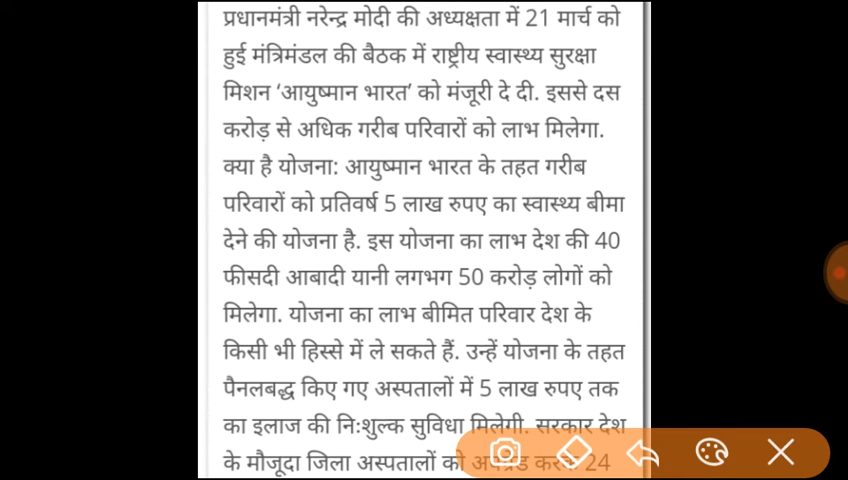 प्रधानमंत्री नरेन्द्र मोदी की अध्यक्षता में 21 मार्च को
हुई मंत्रिमंडल की बैठक में राष्ट्रीय स्वास्थ्य सुरक्षा
मिशन ‘आयुष्मान भारत’ को मंजूरी दे दी. इससे दस
करोड़ से अधिक गरीब परिवारों को लाभ मिलेगा.
क्या है योजना: आयुष्मान भारत के तहत गरीब
परिवारों को प्रतिवर्ष 5 लाख रुपए का स्वास्थ्य बीमा
देने की योजना है. इस योजना का लाभ देश की 40
फीसदी आबादी यानी लगभग 50 करोड़ लोगों को
मिलेगा. योजना का लाभ बीमित परिवार देश के
किसी भी हिस्से में ले सकते हैं. उन्हें योजना के तहत
पैनलबद्ध किए गए अस्पतालों में 5 लाख रुपए तक
का इलाज की निःशुल्क सुविधा मिलेगी. सरकार देश
के मौजूदा जिला अस्पतालों को अपग्रेड करके 24